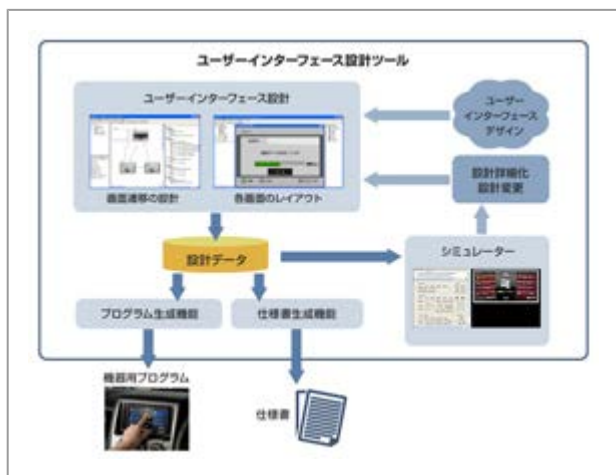 ユーザーインターフェース設計ツール
ユーザーインターフェース設計
ユーザー
インターフェース
デザイン
画面遷移の設計
各画面のレイアウト
設計詳細化
設計変更
設計データ
シミュレーター
プログラム生成機能
仕様書生成機能
機器用プログラム
仕様書